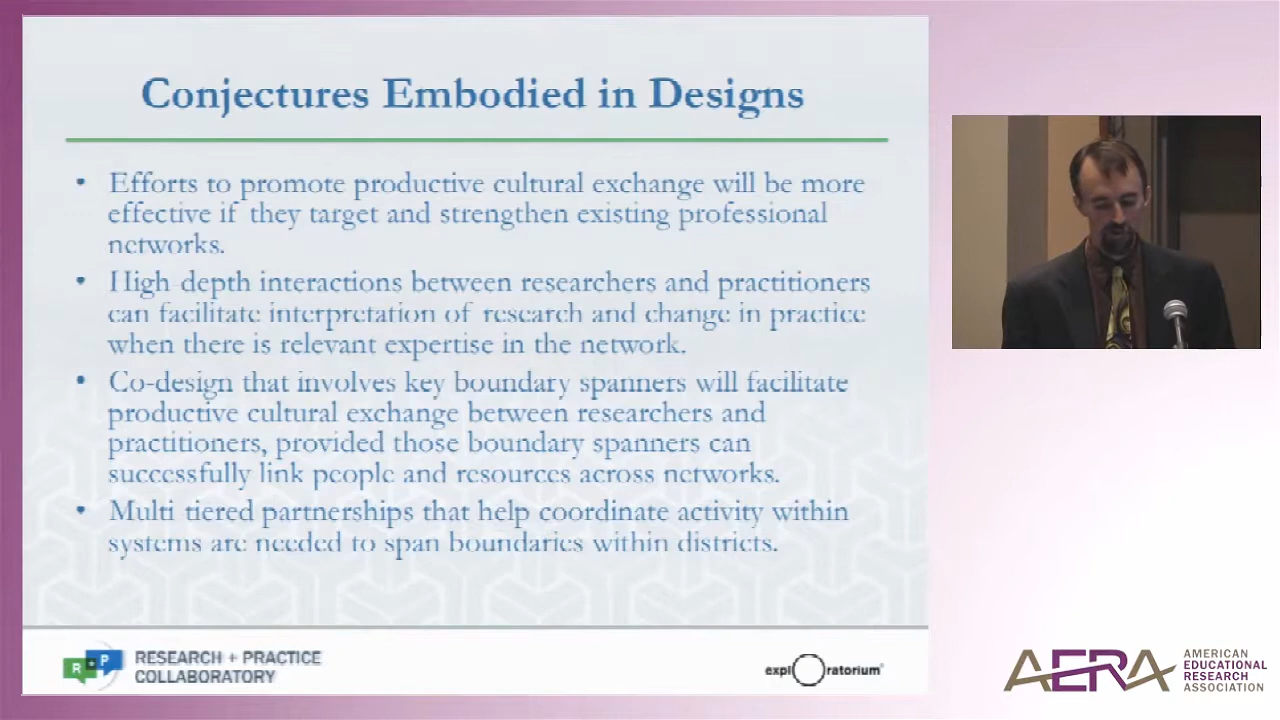 Conjectures Embodied in Designs
• Efforts to promote productive cultural exchange will be more
effective if they target and strengthen existing professional
networks.
• High depth interactions between researchers and practitioners
can facilitate interpretation of research and change in practice
when there is relevant expertise in the network.
• Co-design that involves key boundary spanners will facilitate
productive cultural exchange between researchers and
practitioners, provided those boundary spanners can
successfully link people and resources across networks.
• Multi tiered partnerships that help coordinate activity within
systems are needed to span boundaries within districts.
R+P
RESEARCH + PRACTICE
COLLABORATORY
exploratorium
AERA
AMERICAN
EDUCATIONAL
RESEARCH
ASSOCIATION